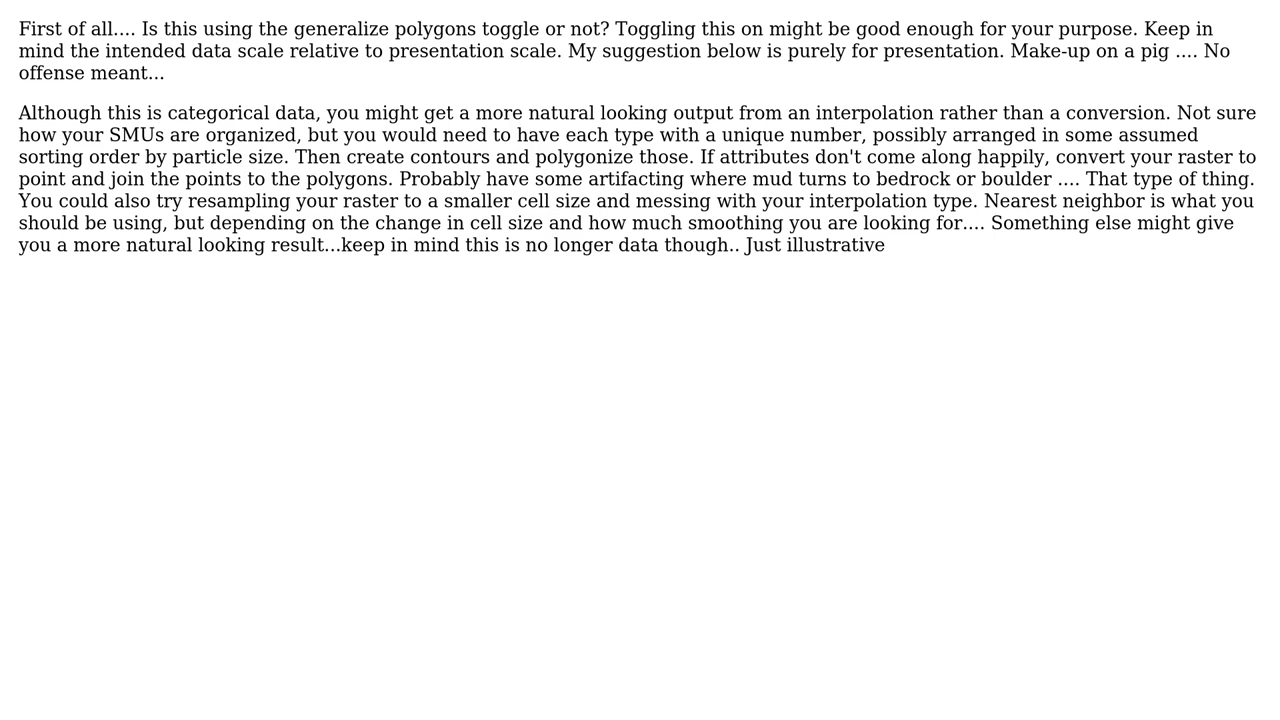 First of all.... Is this using the generalize polygons toggle or not? Toggling this on might be good enough for your purpose. Keep in
mind the intended data scale relative to presentation scale. My suggestion below is purely for presentation. Make-up on a pig .... No
offense meant...
Although this is categorical data, you might get a more natural looking output from an interpolation rather than a conversion. Not sure
how your SMUs are organized, but you would need to have each type with a unique number, possibly arranged in some assumed
sorting order by particle size. Then create contours and polygonize those. If attributes don't come along happily, convert your raster to
point and join the points to the polygons. Probably have some artifacting where mud turns to bedrock or boulder .... That type of thing.
You could also try resampling your raster to a smaller cell size and messing with your interpolation type. Nearest neighbor is what you
should be using, but depending on the change in cell size and how much smoothing you are looking for.... Something else might give
you a more natural looking result...keep in mind this is no longer data though.. Just illustrative